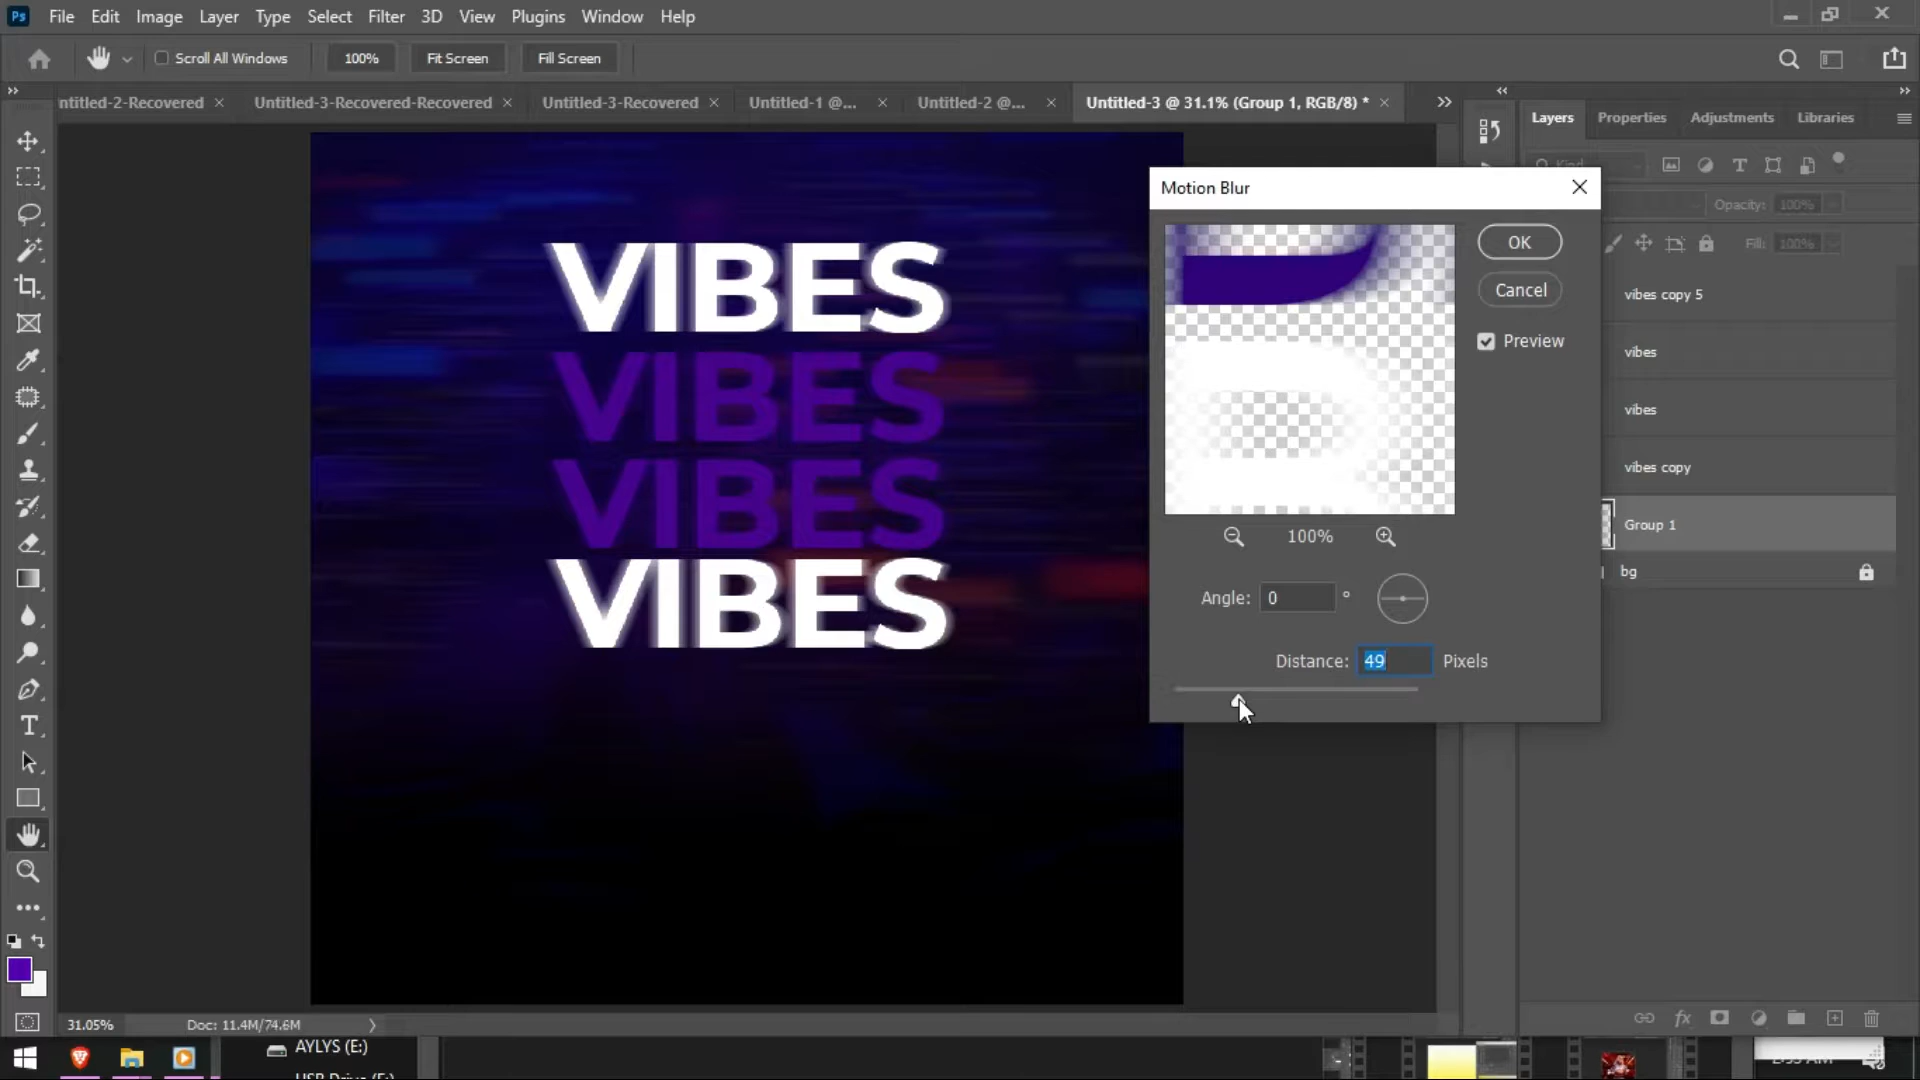 Ps File Edit Image Layer Type Select Filter 3D View Plugins Window Help
Scroll All Windows 100% Fit Screen Fill Screen
ntitled-2-Recovered × Untitled-3-Recovered-Recovered × Untitled-3-Recovered × Untitled-1 @... × Untitled-2 @... × Untitled-3 @ 31.1% (Group 1, RGB/8) * ×
Layers Properties Adjustments Libraries
Kind
Opacity: 100%
Fill: 100%
Motion Blur
OK
Cancel
Preview
100%
Angle: 0 °
Distance: 49 Pixels
vibes copy 5
vibes
vibes
vibes copy
Group 1
bg
VIBES
VIBES
VIBES
VIBES
31.05% Doc: 11.4M/74.6M
fx
AYLYS (E:)